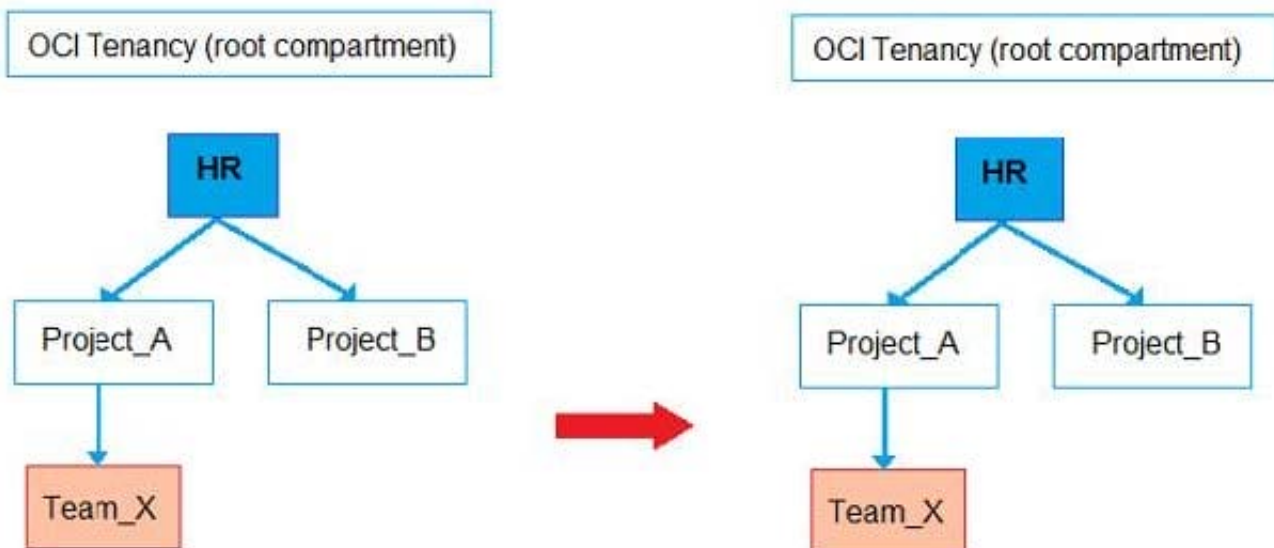 OCI Tenancy (root compartment)
HR
Project_A
Project_B
Team_X
OCI Tenancy (root compartment)
HR
Project_A
Project_B
Team_X